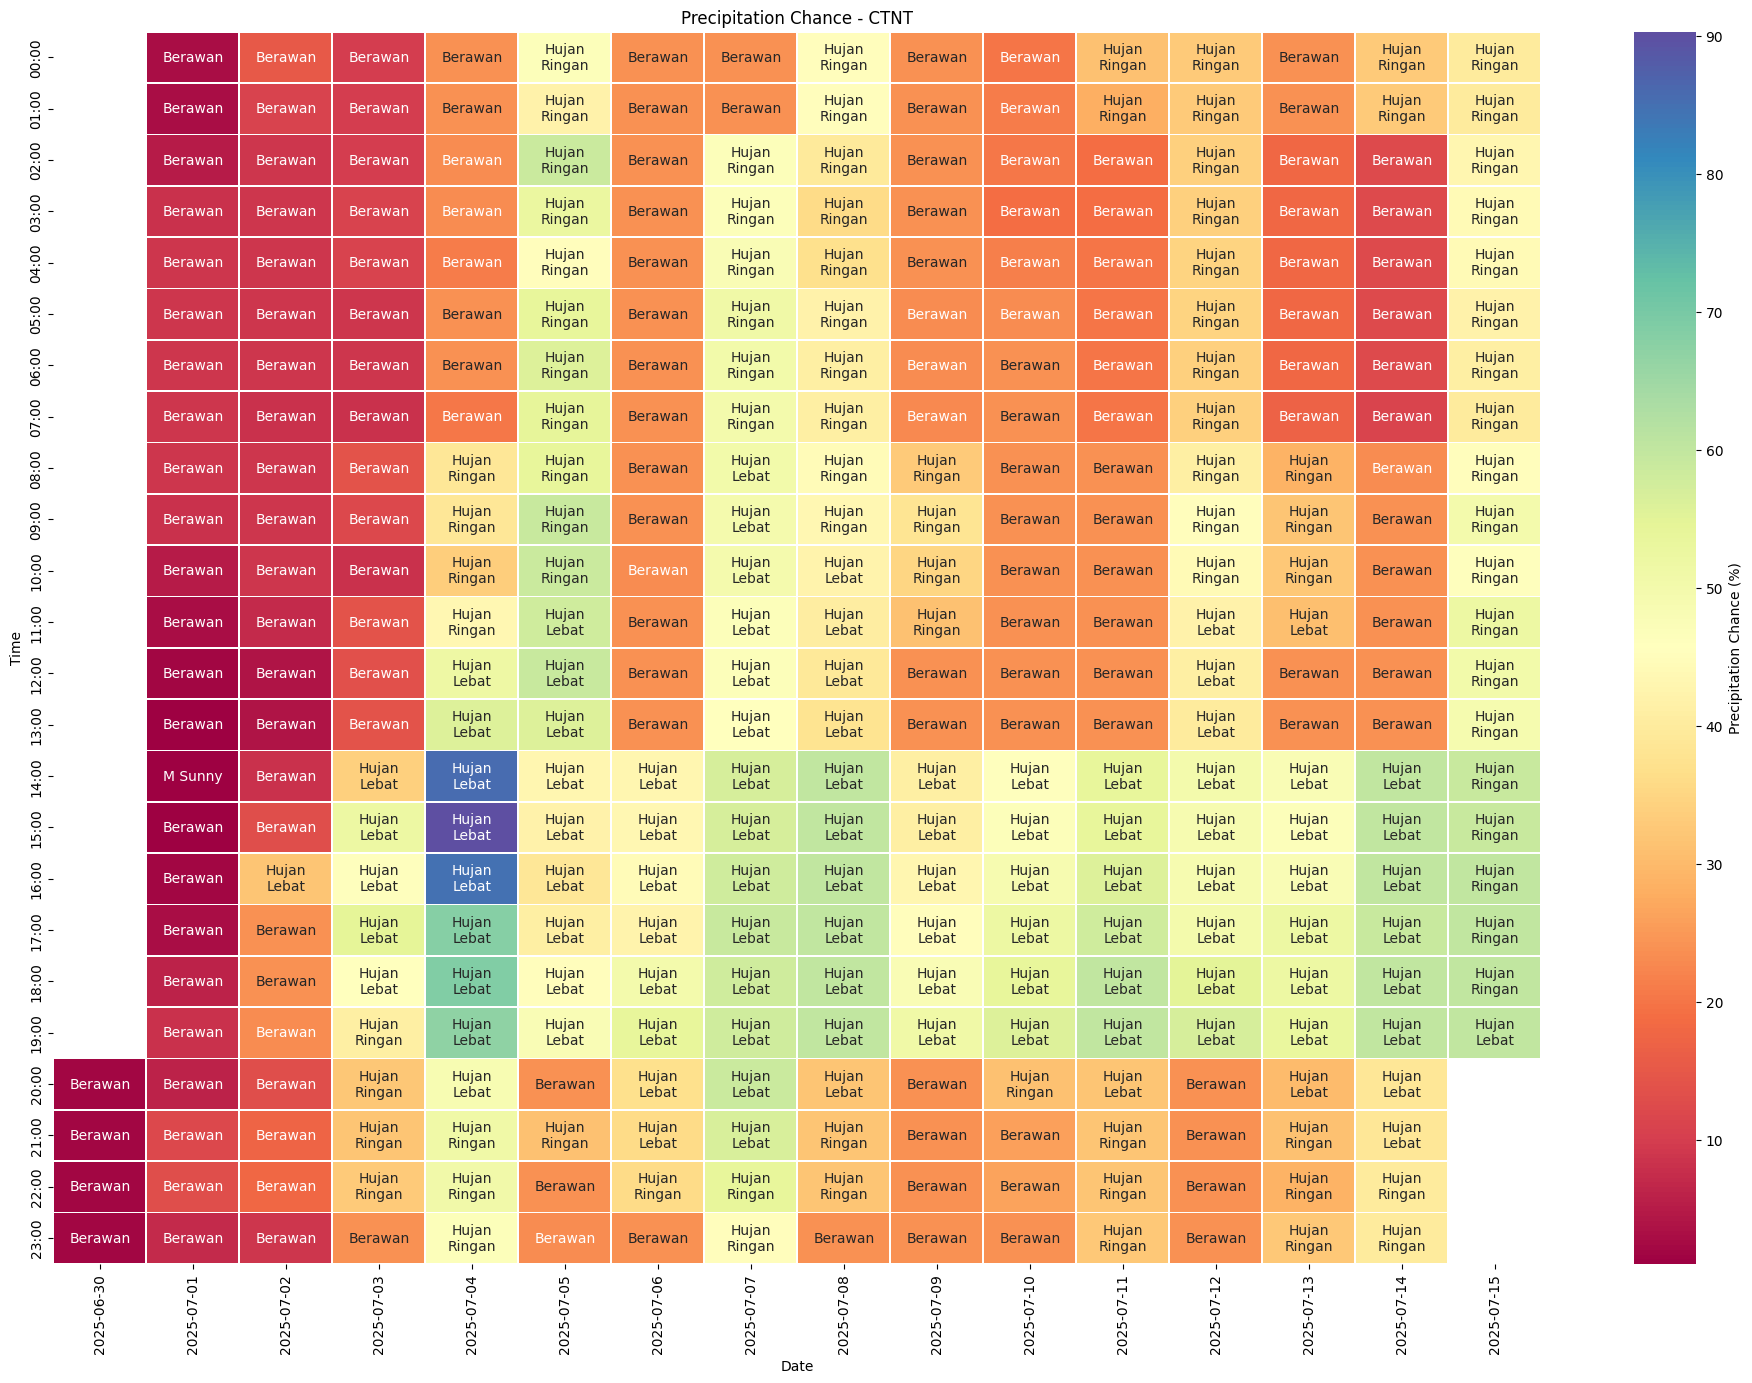 Precipitation Chance - CTNT
00:00 Berawan Berawan Berawan Berawan Hujan Ringan Berawan Berawan Hujan Ringan Berawan Berawan Hujan Ringan Hujan Ringan Berawan Hujan Ringan Hujan Ringan
01:00 Berawan Berawan Berawan Berawan Hujan Ringan Berawan Berawan Hujan Ringan Berawan Berawan Hujan Ringan Hujan Ringan Berawan Hujan Ringan Hujan Ringan
02:00 Berawan Berawan Berawan Berawan Hujan Ringan Berawan Hujan Ringan Hujan Ringan Berawan Berawan Berawan Hujan Ringan Berawan Berawan Hujan Ringan
03:00 Berawan Berawan Berawan Berawan Hujan Ringan Berawan Hujan Ringan Hujan Ringan Berawan Berawan Berawan Hujan Ringan Berawan Berawan Hujan Ringan
04:00 Berawan Berawan Berawan Berawan Hujan Ringan Berawan Hujan Ringan Hujan Ringan Berawan Berawan Berawan Hujan Ringan Berawan Berawan Hujan Ringan
05:00 Berawan Berawan Berawan Berawan Hujan Ringan Berawan Hujan Ringan Hujan Ringan Berawan Berawan Berawan Hujan Ringan Berawan Berawan Hujan Ringan
06:00 Berawan Berawan Berawan Berawan Hujan Ringan Berawan Hujan Ringan Hujan Ringan Berawan Berawan Berawan Hujan Ringan Berawan Berawan Hujan Ringan
07:00 Berawan Berawan Berawan Berawan Hujan Ringan Berawan Hujan Ringan Hujan Ringan Berawan Berawan Berawan Hujan Ringan Berawan Berawan Hujan Ringan
08:00 Berawan Berawan Berawan Hujan Ringan Hujan Ringan Berawan Hujan Lebat Hujan Ringan Hujan Ringan Berawan Berawan Hujan Ringan Hujan Ringan Berawan Hujan Ringan
09:00 Berawan Berawan Berawan Hujan Ringan Hujan Ringan Berawan Hujan Lebat Hujan Ringan Hujan Ringan Berawan Berawan Hujan Ringan Hujan Ringan Berawan Hujan Ringan
10:00 Berawan Berawan Berawan Hujan Ringan Hujan Ringan Berawan Hujan Lebat Hujan Lebat Hujan Ringan Berawan Berawan Hujan Ringan Hujan Ringan Berawan Hujan Ringan
11:00 Berawan Berawan Berawan Hujan Ringan Hujan Lebat Berawan Hujan Lebat Hujan Lebat Hujan Ringan Berawan Berawan Hujan Lebat Hujan Lebat Berawan Hujan Ringan
12:00 Berawan Berawan Berawan Hujan Lebat Hujan Lebat Berawan Hujan Lebat Hujan Lebat Berawan Berawan Berawan Hujan Lebat Berawan Berawan Hujan Ringan
13:00 Berawan Berawan Berawan Hujan Lebat Hujan Lebat Berawan Hujan Lebat Hujan Lebat Berawan Berawan Berawan Hujan Lebat Berawan Berawan Hujan Ringan
14:00 M Sunny Berawan Hujan Lebat Hujan Lebat Hujan Lebat Hujan Lebat Hujan Lebat Hujan Lebat Hujan Lebat Hujan Lebat Hujan Lebat Hujan Lebat Hujan Lebat Hujan Lebat Hujan Ringan
15:00 Berawan Berawan Hujan Lebat Hujan Lebat Hujan Lebat Hujan Lebat Hujan Lebat Hujan Lebat Hujan Lebat Hujan Lebat Hujan Lebat Hujan Lebat Hujan Lebat Hujan Lebat Hujan Ringan
16:00 Berawan Hujan Lebat Hujan Lebat Hujan Lebat Hujan Lebat Hujan Lebat Hujan Lebat Hujan Lebat Hujan Lebat Hujan Lebat Hujan Lebat Hujan Lebat Hujan Lebat Hujan Lebat Hujan Ringan
17:00 Berawan Berawan Hujan Lebat Hujan Lebat Hujan Lebat Hujan Lebat Hujan Lebat Hujan Lebat Hujan Lebat Hujan Lebat Hujan Lebat Hujan Lebat Hujan Lebat Hujan Lebat Hujan Ringan
18:00 Berawan Berawan Hujan Lebat Hujan Lebat Hujan Lebat Hujan Lebat Hujan Lebat Hujan Lebat Hujan Lebat Hujan Lebat Hujan Lebat Hujan Lebat Hujan Lebat Hujan Lebat Hujan Ringan
19:00 Berawan Berawan Hujan Ringan Hujan Lebat Hujan Lebat Hujan Lebat Hujan Lebat Hujan Lebat Hujan Lebat Hujan Lebat Hujan Lebat Hujan Lebat Hujan Lebat Hujan Lebat Hujan Lebat
20:00 Berawan Berawan Berawan Hujan Ringan Hujan Lebat Berawan Hujan Lebat Hujan Lebat Hujan Lebat Berawan Hujan Ringan Hujan Lebat Berawan Hujan Lebat Hujan Lebat
21:00 Berawan Berawan Berawan Hujan Ringan Hujan Ringan Hujan Ringan Hujan Lebat Hujan Lebat Hujan Ringan Berawan Berawan Hujan Ringan Berawan Hujan Ringan Hujan Lebat
22:00 Berawan Berawan Berawan Hujan Ringan Hujan Ringan Berawan Hujan Ringan Hujan Ringan Hujan Ringan Berawan Berawan Hujan Ringan Berawan Hujan Ringan Hujan Ringan
23:00 Berawan Berawan Berawan Berawan Hujan Ringan Berawan Berawan Hujan Ringan Berawan Berawan Berawan Hujan Ringan Berawan Hujan Ringan Hujan Ringan
Time
2025-06-30 2025-07-01 2025-07-02 2025-07-03 2025-07-04 2025-07-05 2025-07-06 2025-07-07 2025-07-08 2025-07-09 2025-07-10 2025-07-11 2025-07-12 2025-07-13 2025-07-14 2025-07-15
Date
90
80
70
60
50
40
30
20
10
Precipitation Chance (%)